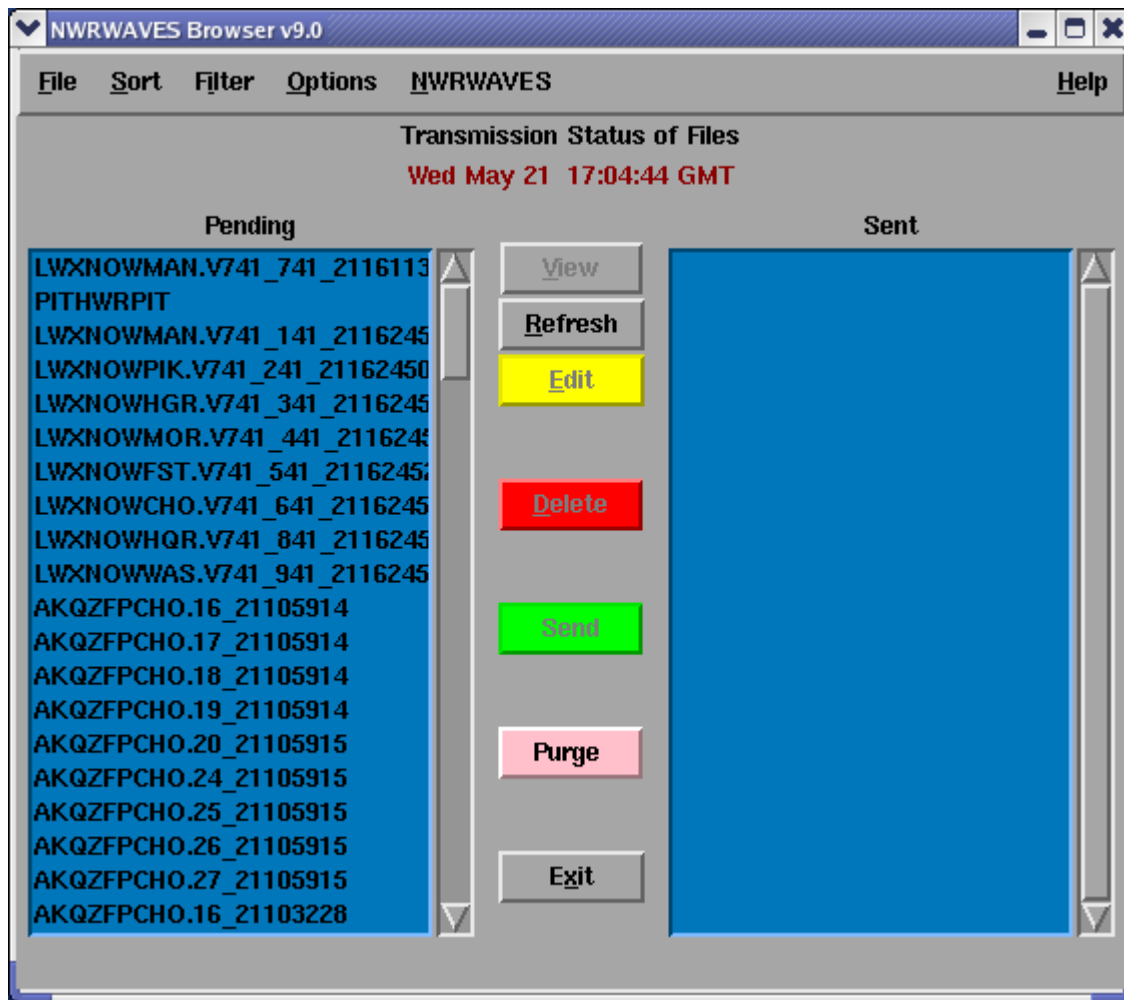 NWRWAVES Browser v9.0
File Sort Filter Options NWRWAVES Help
Transmission Status of Files
Wed May 21 17:04:44 GMT
Pending
LWXNOWMAN.V741_741_2116113
PITHWRPIT
LWXNOWMAN.V741_141_2116245
LWXNOWPIK.V741_241_21162450
LWXNOWHGR.V741_341_2116245
LWXNOWMOR.V741_441_2116245
LWXNOWFST.V741_541_21162452
LWXNOWCHO.V741_641_2116245
LWXNOWHQR.V741_841_2116245
LWXNOWWAS.V741_941_2116245
AKQZFPCHO.16_21105914
AKQZFPCHO.17_21105914
AKQZFPCHO.18_21105914
AKQZFPCHO.19_21105914
AKQZFPCHO.20_21105915
AKQZFPCHO.24_21105915
AKQZFPCHO.25_21105915
AKQZFPCHO.26_21105915
AKQZFPCHO.27_21105915
AKQZFPCHO.16_21103228
View
Refresh
Edit
Delete
Send
Purge
Exit
Sent